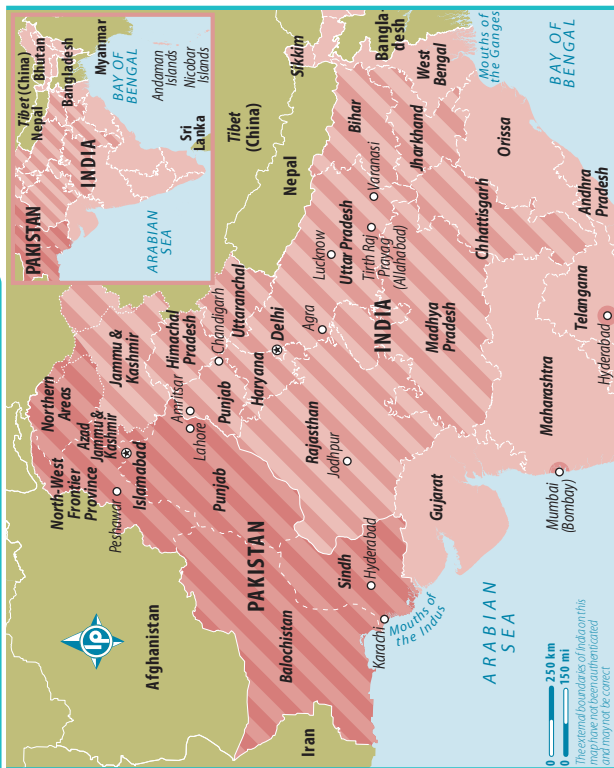 Tibet (China)
Nepal
Bhutan
Bangladesh
Myanmar
PAKISTAN
INDIA
BAY OF
BENGAL
Andaman
Islands
Nicobar
Islands
ARABIAN
SEA
Sri
Lanka
IP
Afghanistan
Iran
North-West
Frontier
Province
Northern
Areas
Azad
Jammu &
Kashmir
Jammu &
Kashmir
Peshawar
Islamabad
Amritsar
Lahore
Himachal
Pradesh
Chandigarh
Punjab
Punjab
Uttaranchal
Haryana
Delhi
Tibet
(China)
Nepal
Sikkim
PAKISTAN
Balochistan
Sindh
Hyderabad
Karachi
Mouths of
the Indus
Rajasthan
Jodhpur
Agra
Lucknow
Uttar Pradesh
Varanasi
Tirth Raj
Prayag
(Allahabad)
Bihar
Bangla-
desh
INDIA
Gujarat
Madhya
Pradesh
Jharkhand
West
Bengal
Mouths of
the Ganges
Chhattisgarh
Orissa
BAY OF
BENGAL
ARABIAN
SEA
Mumbai
(Bombay)
Maharashtra
Telangana
Hyderabad
Andhra
Pradesh
0 250 km
0 150 mi
The external boundaries of India on this
map have not been authenticated
and may not be correct